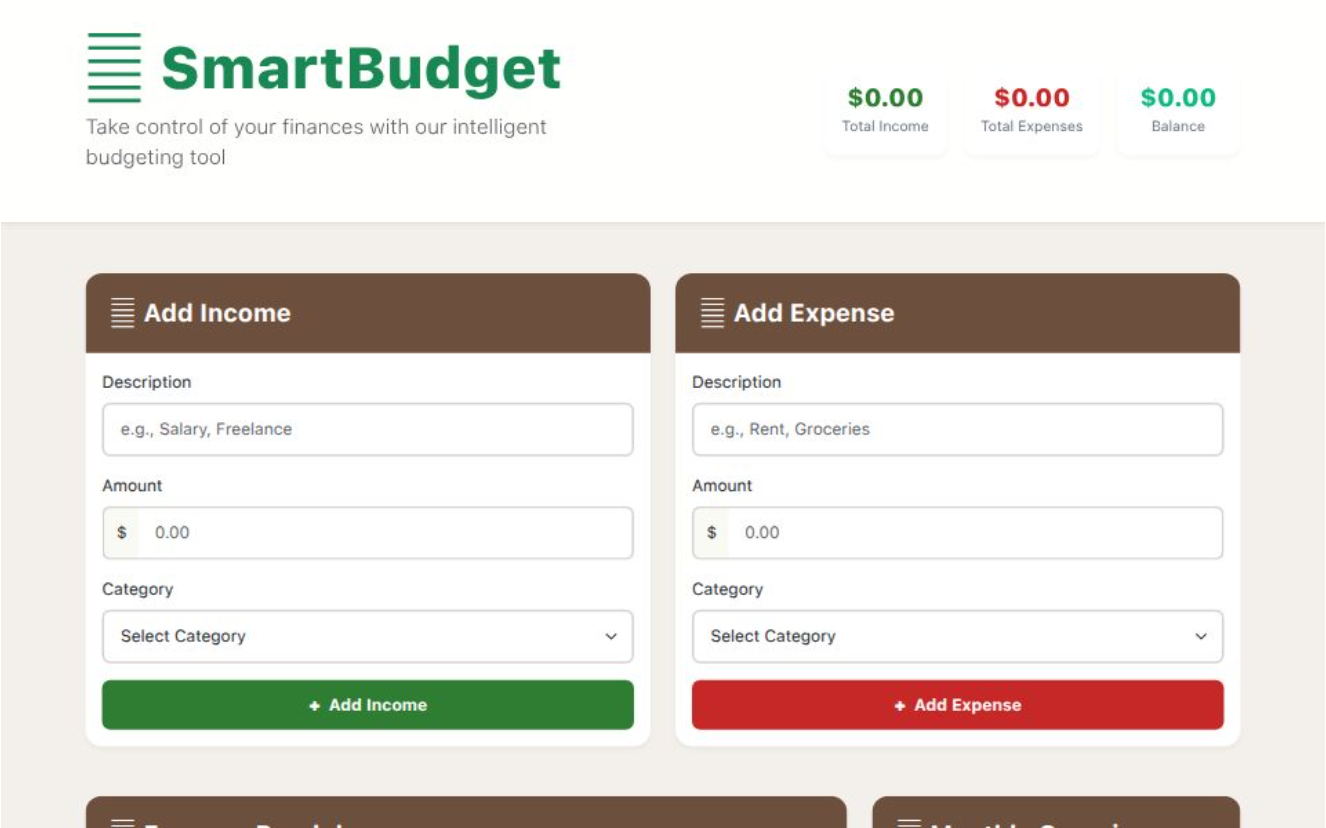 SmartBudget
Take control of your finances with our intelligent
budgeting tool
$0.00
Total Income
$0.00
Total Expenses
$0.00
Balance
Add Income
Description
e.g., Salary, Freelance
Amount
$ 0.00
Category
Select Category
+ Add Income
Add Expense
Description
e.g., Rent, Groceries
Amount
$ 0.00
Category
Select Category
+ Add Expense